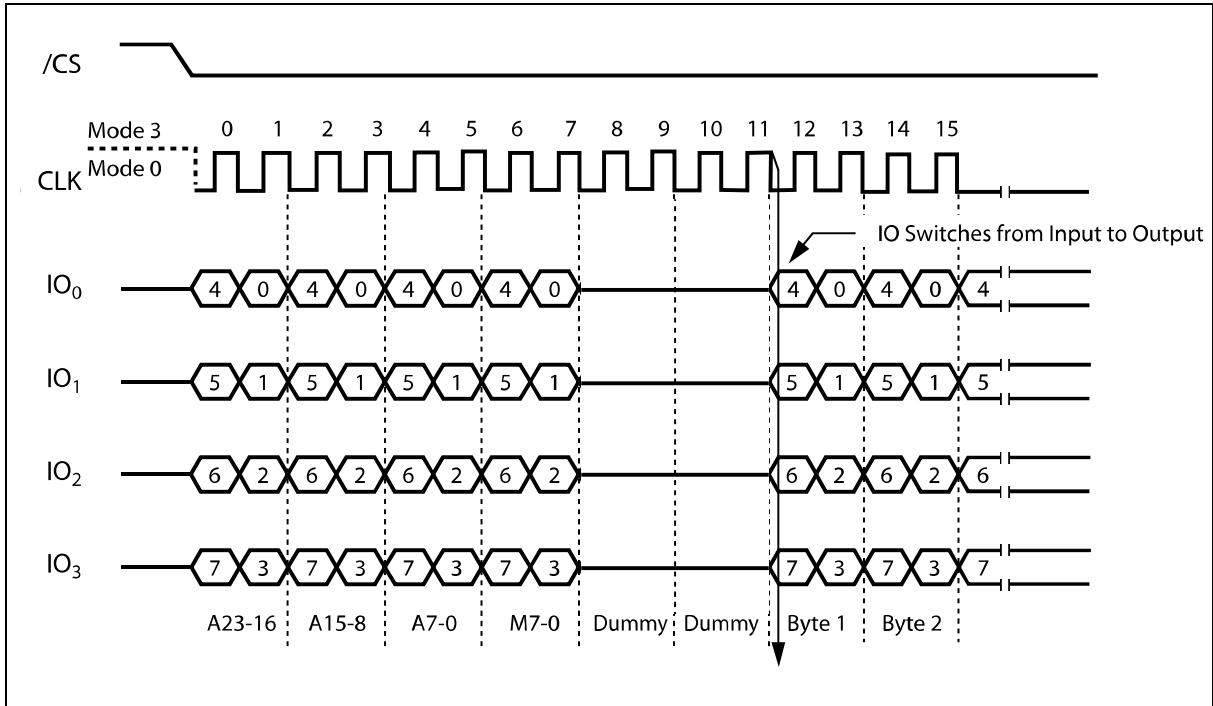 /CS
Mode 3
0 1 2 3 4 5 6 7 8 9 10 11 12 13 14 15
Mode 0
CLK
IO Switches from Input to Output
IO0 4 0 4 0 4 0 4 0 4 0 4 0 4
IO1 5 1 5 1 5 1 5 1 5 1 5 1 5
IO2 6 2 6 2 6 2 6 2 6 2 6 2 6
IO3 7 3 7 3 7 3 7 3 7 3 7 3 7
A23-16 A15-8 A7-0 M7-0 Dummy Dummy Byte 1 Byte 2